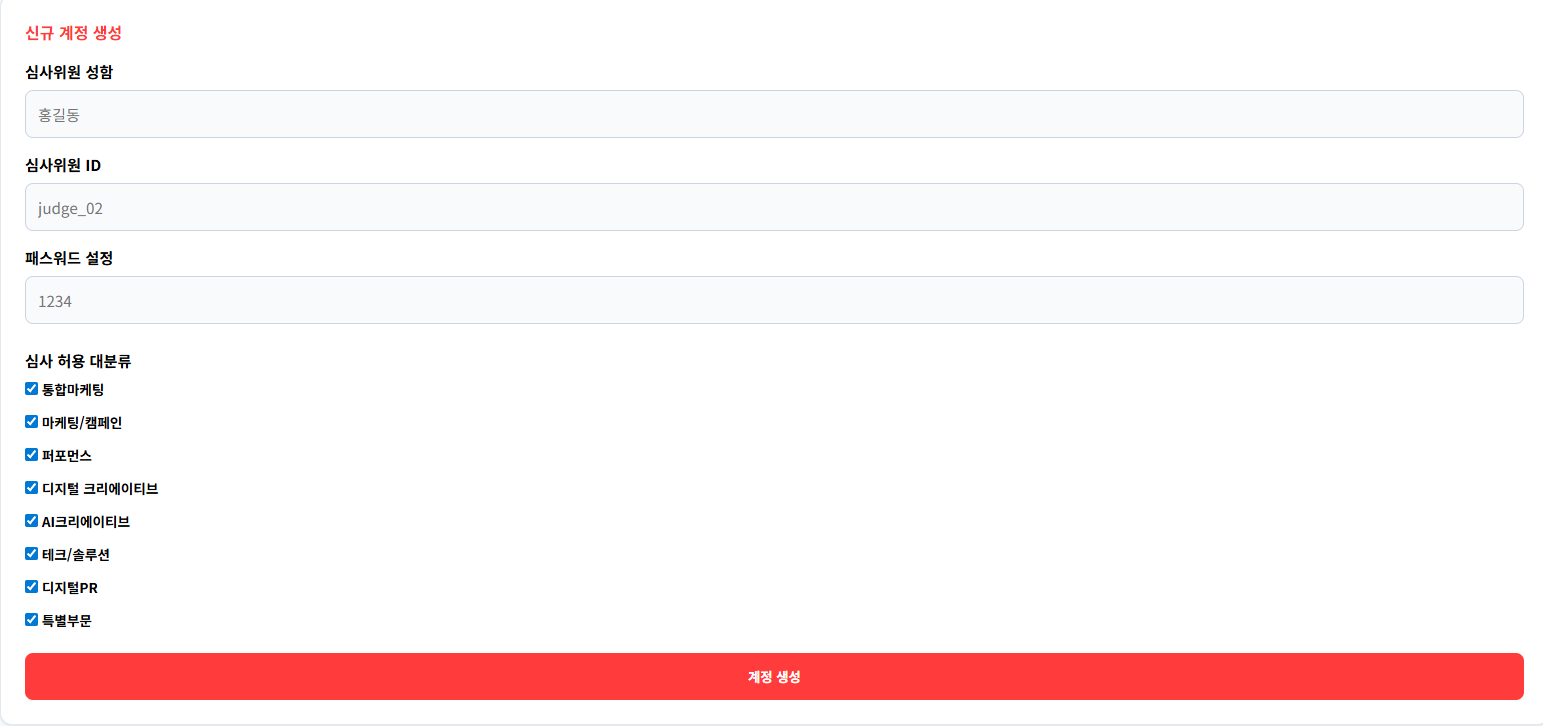 신규 계정 생성
심사위원 성함
홍길동
심사위원 ID
judge_02
패스워드 설정
1234
심사 허용 대분류
통합마케팅
마케팅/캠페인
퍼포먼스
디지털 크리에이티브
AI크리에이티브
테크/솔루션
디지털PR
특별부문
계정 생성